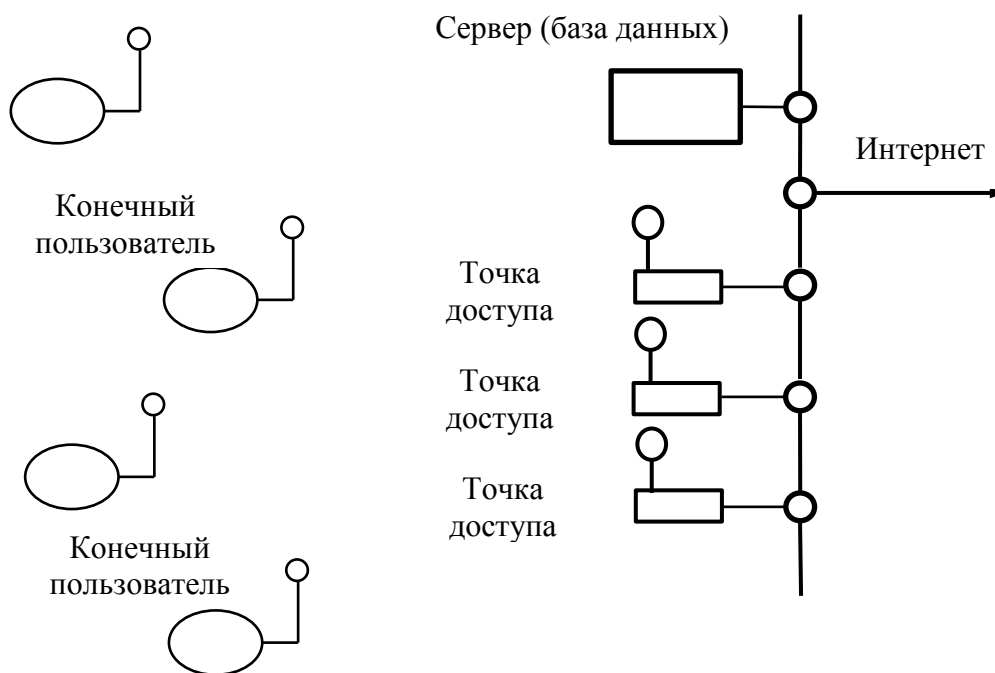 Сервер (база данных)
Интернет
Конечный
пользователь
Точка
доступа
Точка
доступа
Точка
доступа
Конечный
пользователь